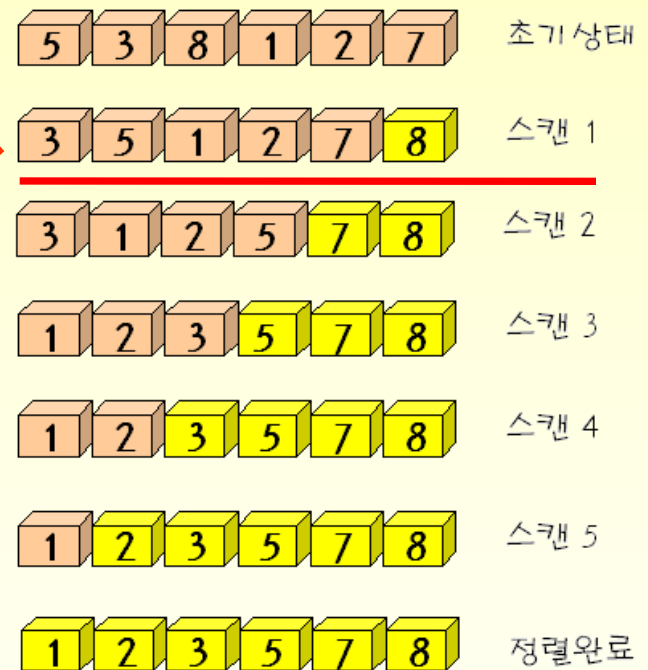 5 3 8 1 2 7 초기상태
3 5 1 2 7 8 스캔 1
3 1 2 5 7 8 스캔 2
1 2 3 5 7 8 스캔 3
1 2 3 5 7 8 스캔 4
1 2 3 5 7 8 스캔 5
1 2 3 5 7 8 정렬완료